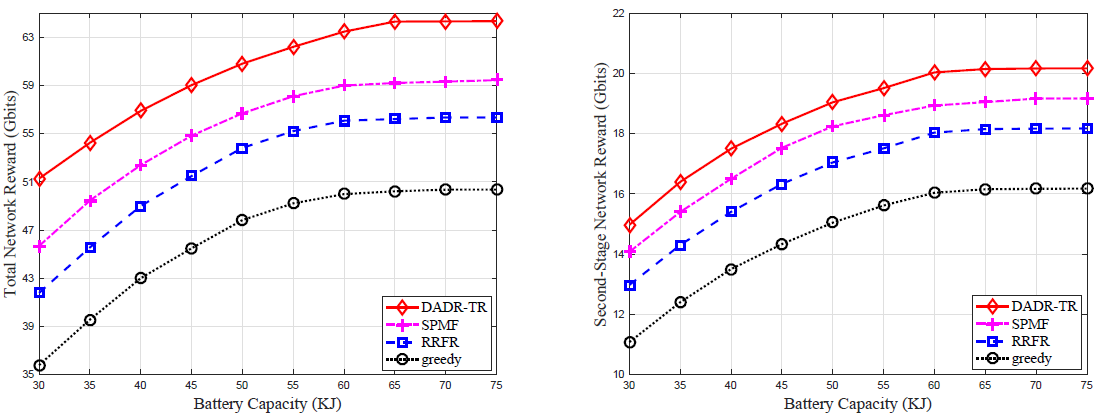 Total Network Reward (Gbits)
63
59
55
51
47
43
39
35
30 35 40 45 50 55 60 65 70 75
Battery Capacity (KJ)
DADR-TR
SPMF
RRFR
greedy
Second-Stage Network Reward (Gbits)
22
20
18
16
14
12
10
30 35 40 45 50 55 60 65 70 75
Battery Capacity (KJ)
DADR-TR
SPMF
RRFR
greedy